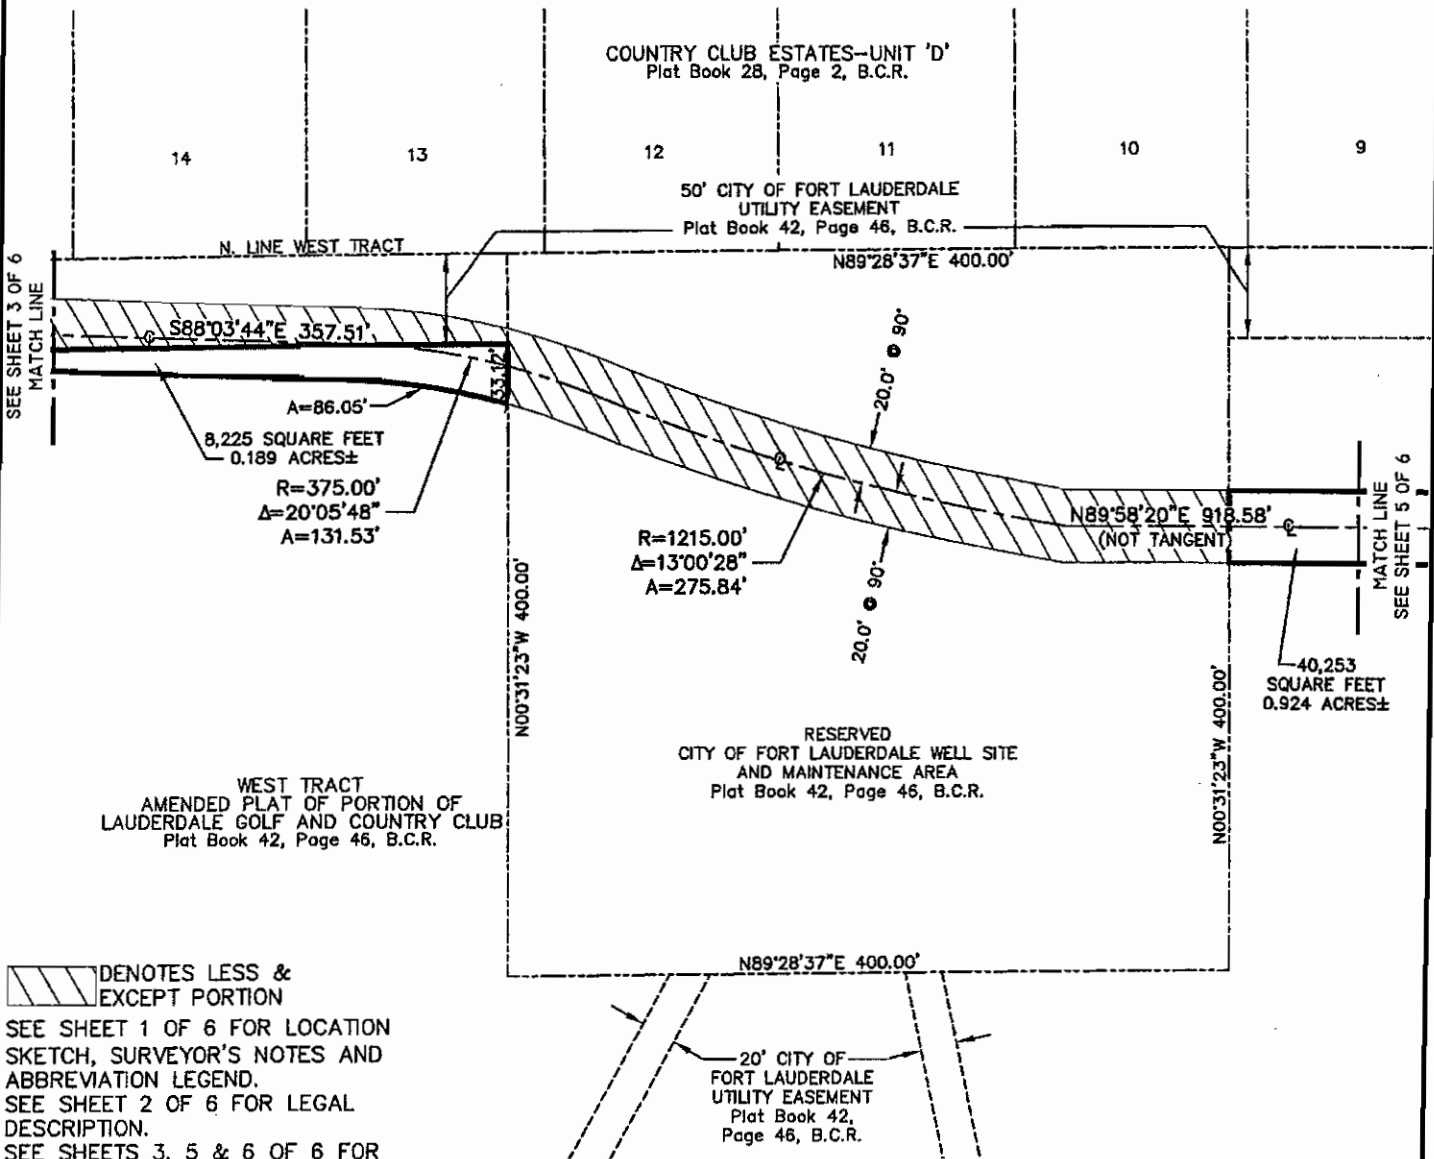 COUNTRY CLUB ESTATES-UNIT 'D'
Plat Book 28, Page 2, B.C.R.
14
13
12
11
10
9
50' CITY OF FORT LAUDERDALE
UTILITY EASEMENT
Plat Book 42, Page 46, B.C.R.
N. LINE WEST TRACT
N89°28'37"E 400.00'
SEE SHEET 3 OF 6
MATCH LINE
S88°03'44"E 357.51'
33.12'
A=86.05'
8,225 SQUARE FEET
0.189 ACRES±
R=375.00'
Δ=20°05'48"
A=131.53'
20.0' @ 90°
R=1215.00'
Δ=13°00'28"
A=275.84'
20.0' @ 90°
N89°58'20"E 918.58'
(NOT TANGENT)
MATCH LINE
SEE SHEET 5 OF 6
40,253
SQUARE FEET
0.924 ACRES±
N00°31'23"W 400.00'
N00°31'23"W 400.00'
RESERVED
CITY OF FORT LAUDERDALE WELL SITE
AND MAINTENANCE AREA
Plat Book 42, Page 46, B.C.R.
WEST TRACT
AMENDED PLAT OF PORTION OF
LAUDERDALE GOLF AND COUNTRY CLUB
Plat Book 42, Page 46, B.C.R.
N89°28'37"E 400.00'
DENOTES LESS &
EXCEPT PORTION
SEE SHEET 1 OF 6 FOR LOCATION
SKETCH, SURVEYOR'S NOTES AND
ABBREVIATION LEGEND.
SEE SHEET 2 OF 6 FOR LEGAL
DESCRIPTION.
SEE SHEETS 3, 5 & 6 OF 6 FOR
20' CITY OF
FORT LAUDERDALE
UTILITY EASEMENT
Plat Book 42,
Page 46, B.C.R.